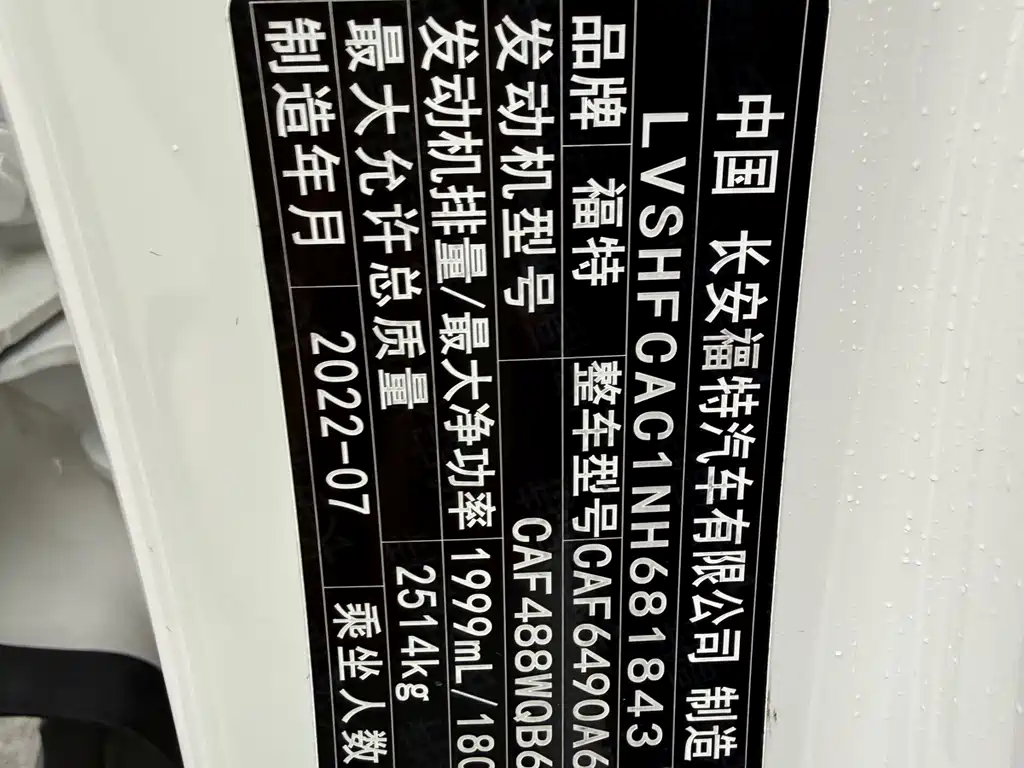 中国 长安福特汽车有限公司 制造
LVSHFCAC1NH681843
品牌 福特 整车型号 CAF6490A6
发动机型号 CAF488WQB6
发动机排量/最大净功率 1999mL/180
最大允许总质量 2514kg
制造年月 2022-07 乘坐人数